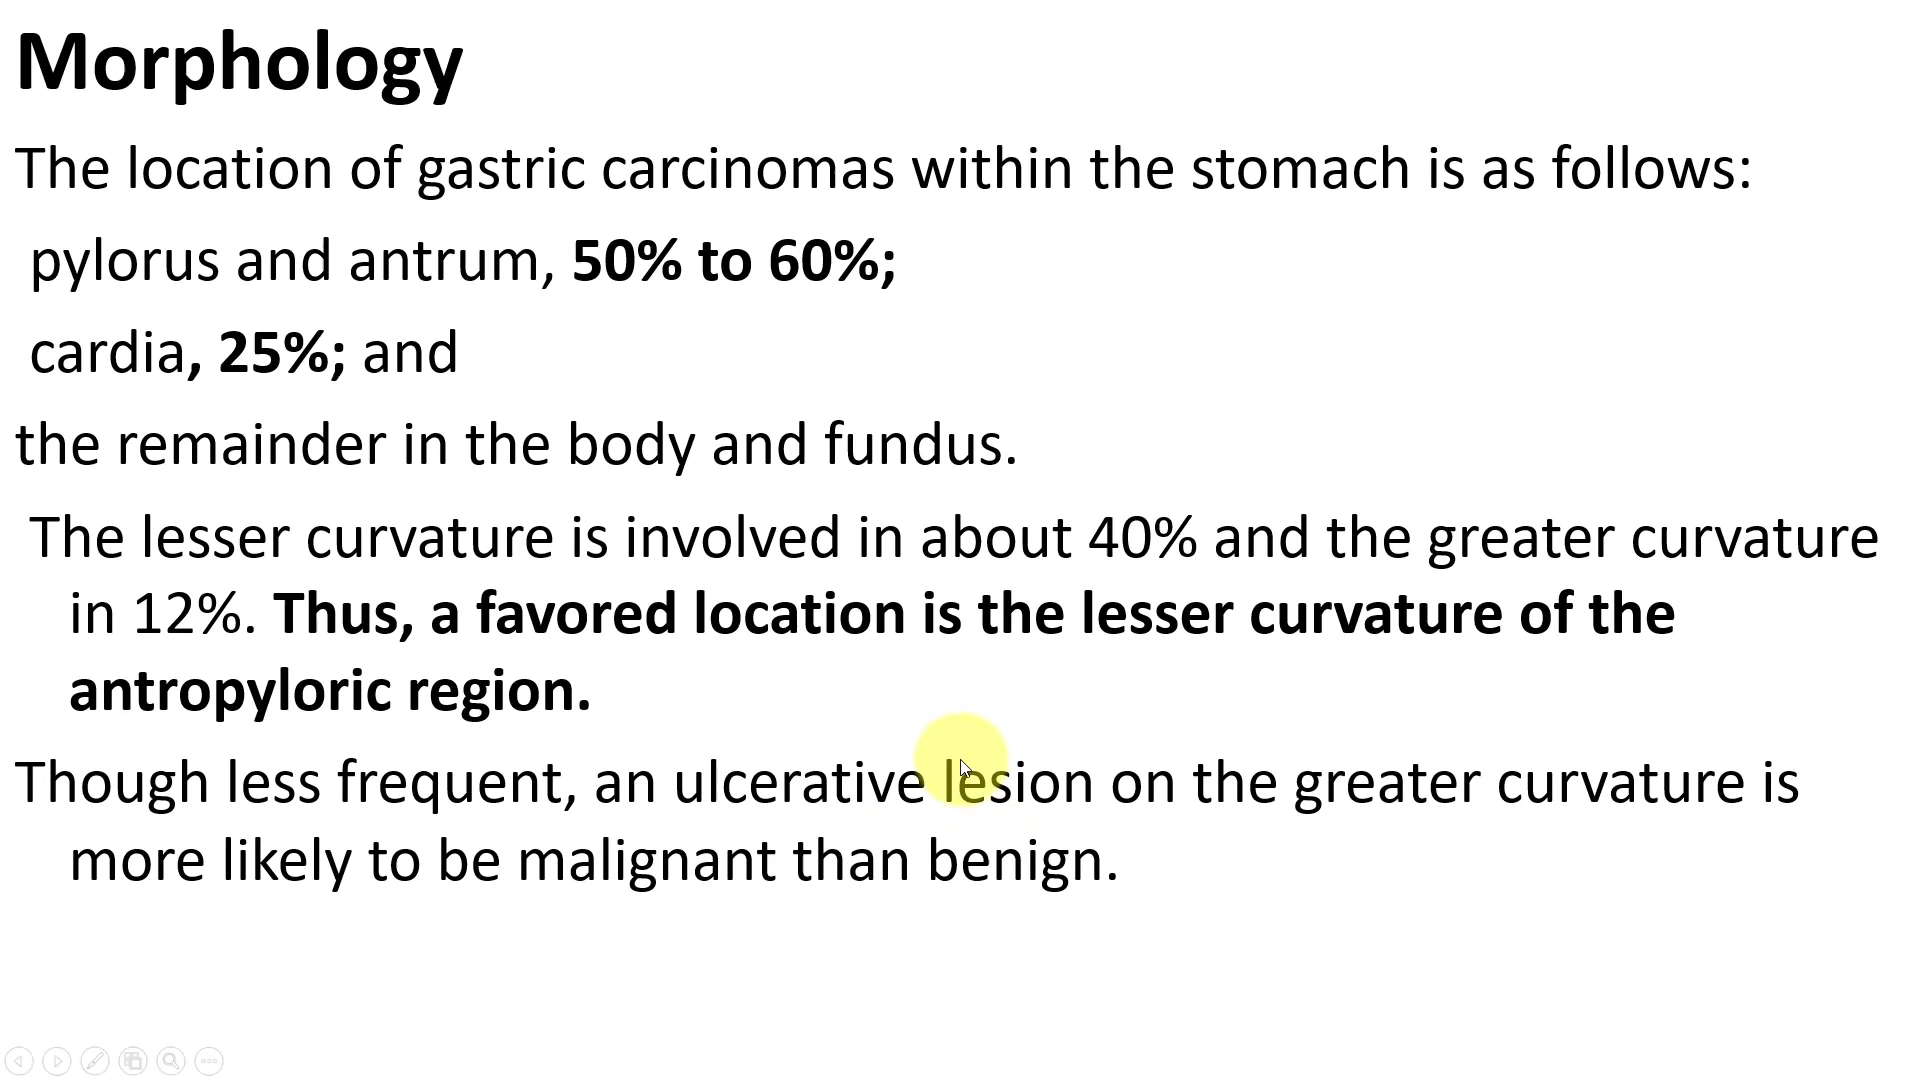 Morphology
The location of gastric carcinomas within the stomach is as follows:
pylorus and antrum, 50% to 60%;
cardia, 25%; and
the remainder in the body and fundus.
The lesser curvature is involved in about 40% and the greater curvature
in 12%. Thus, a favored location is the lesser curvature of the
antropyloric region.
Though less frequent, an ulcerative lesion on the greater curvature is
more likely to be malignant than benign.